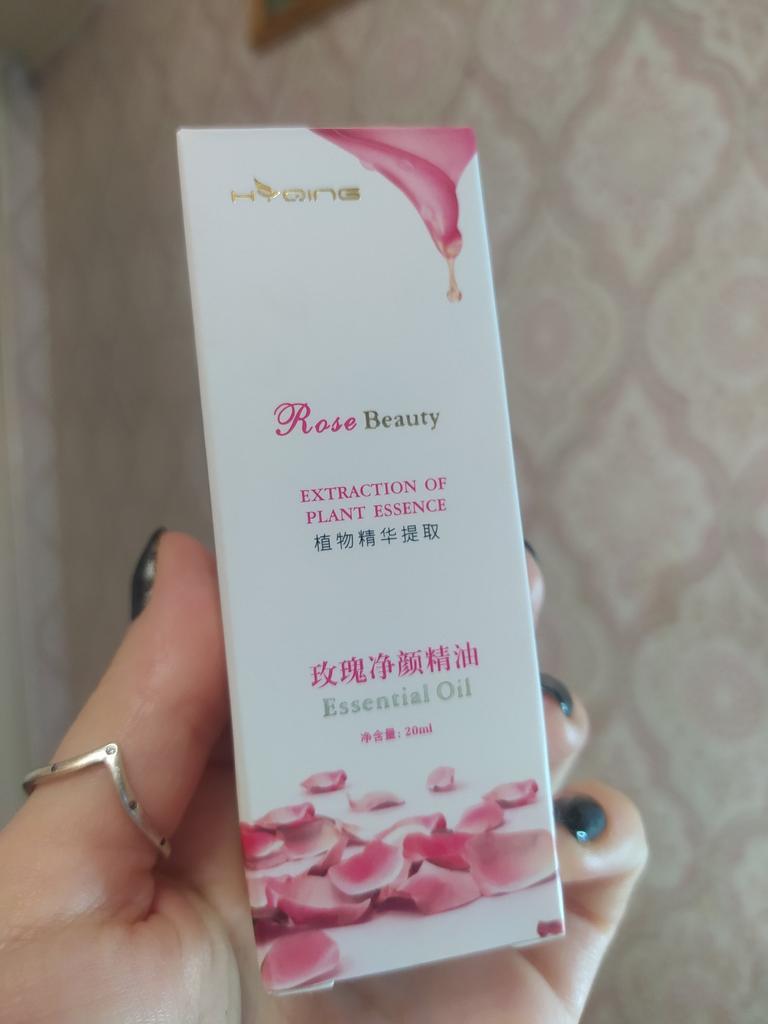 HYQING
Rose Beauty
EXTRACTION OF
PLANT ESSENCE
植物精华提取
玫瑰净颜精油
Essential Oil
净含量: 20ml